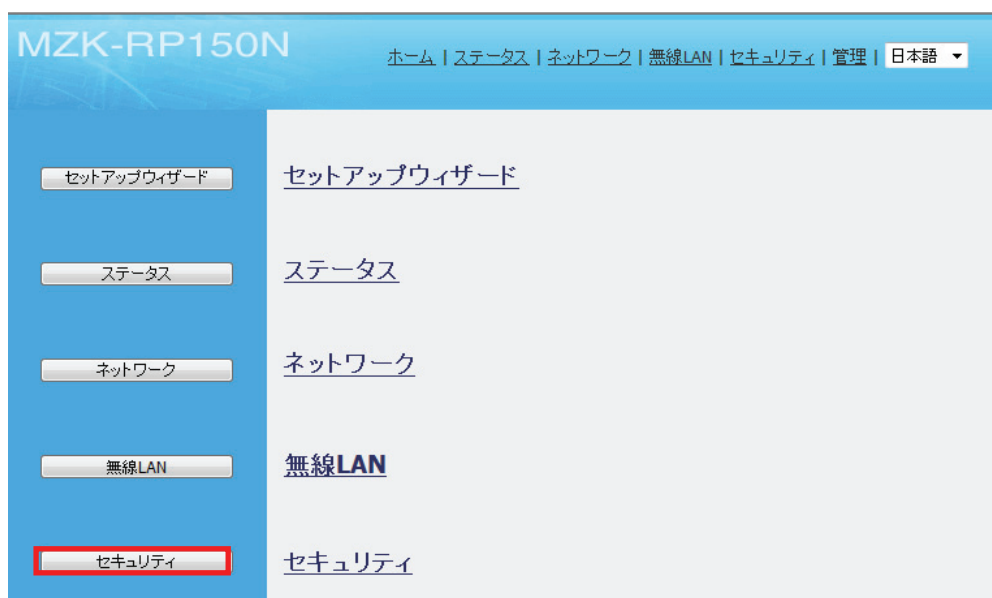 MZK-RP150N
ホーム | ステータス | ネットワーク | 無線LAN | セキュリティ | 管理 | 日本語
セットアップウィザード セットアップウィザード
ステータス ステータス
ネットワーク ネットワーク
無線LAN 無線LAN
セキュリティ セキュリティ